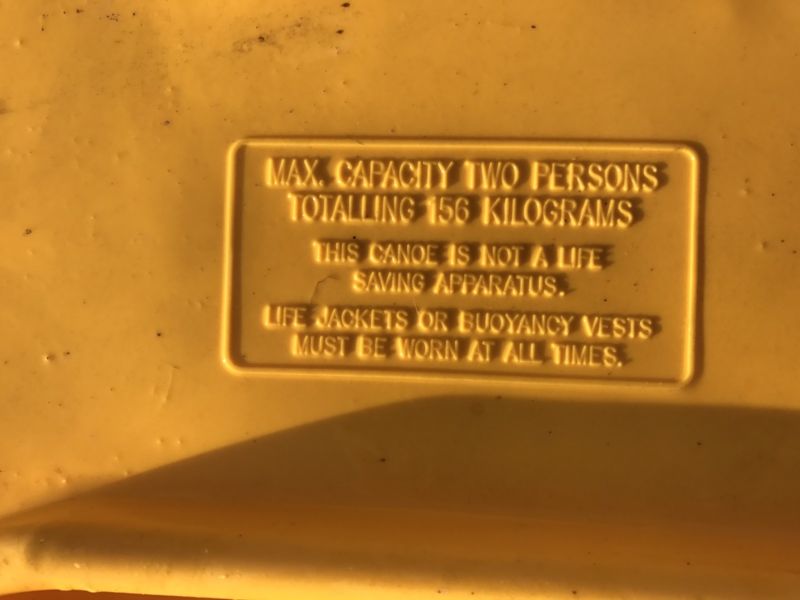 MAX. CAPACITY TWO PERSONS
TOTALLING 156 KILOGRAMS
THIS CANOE IS NOT A LIFE
SAVING APPARATUS.
LIFE JACKETS OR BUOYANCY VESTS
MUST BE WORN AT ALL TIMES.